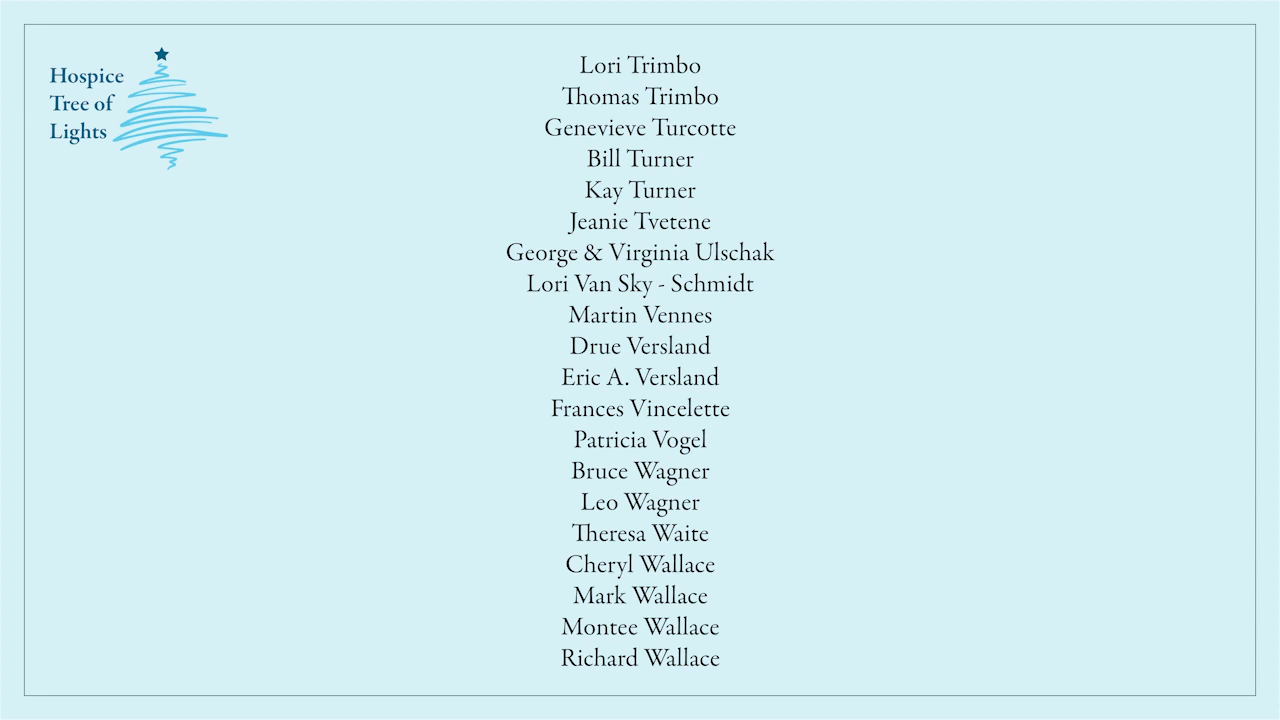 Hospice
Tree of
Lights
Lori Trimbo
Thomas Trimbo
Genevieve Turcotte
Bill Turner
Kay Turner
Jeanie Tvetene
George & Virginia Ulschak
Lori Van Sky - Schmidt
Martin Vennes
Drue Versland
Eric A. Versland
Frances Vincelette
Patricia Vogel
Bruce Wagner
Leo Wagner
Theresa Waite
Cheryl Wallace
Mark Wallace
Montee Wallace
Richard Wallace